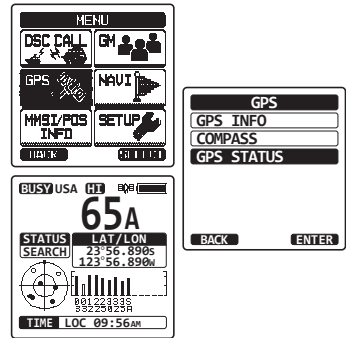 MENU
DSC CALL
GM
GPS
NAVI
MMSI/POS INFO
SETUP
BACK
SELECT
GPS
GPS INFO
COMPASS
GPS STATUS
BACK ENTER
BUSY USA HI
65A
STATUS LAT/LON
SEARCH 23°56.890S
123°56.890W
TIME LOC 09:56AM